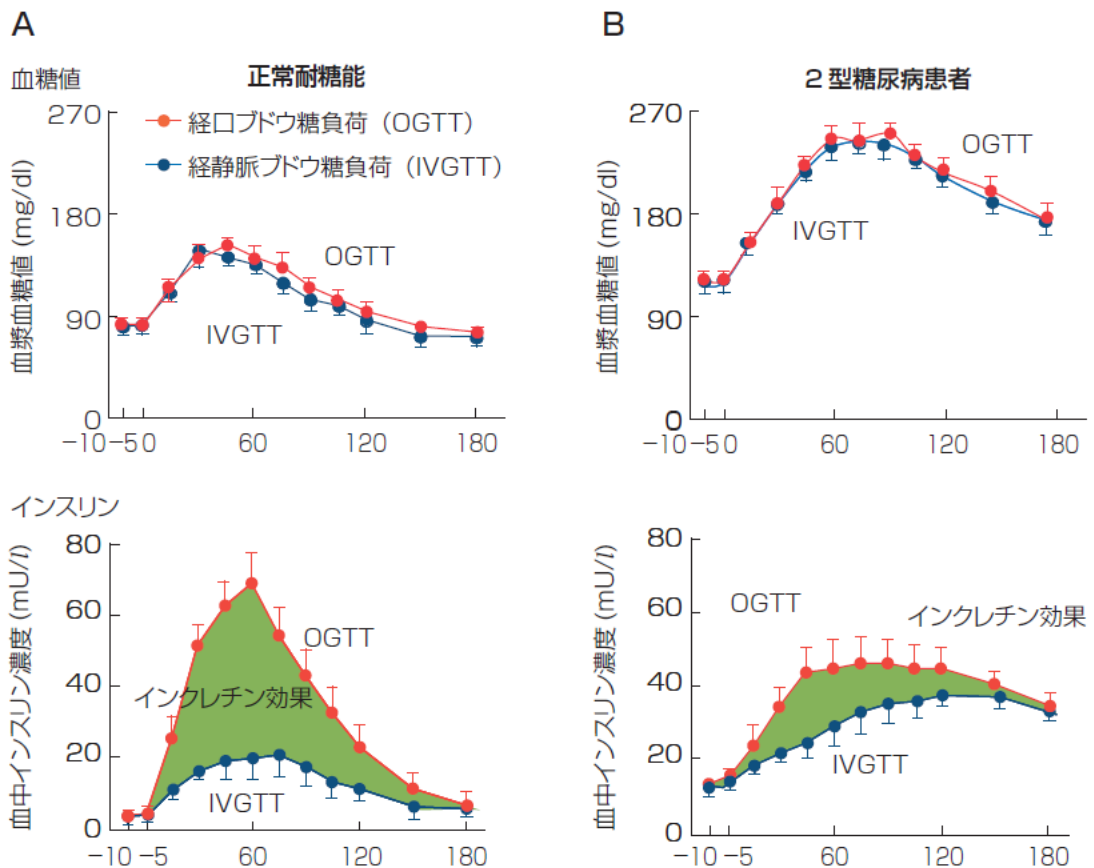 A
血糖値
正常耐糖能
経口ブドウ糖負荷（OGTT）
経静脈ブドウ糖負荷（IVGTT）
血漿血糖値（mg/dl）
270
180
90
0
OGTT
IVGTT
−10−5 0 60 120 180
インスリン
血中インスリン濃度（mU/l）
80
60
40
20
0
OGTT
インクレチン効果
IVGTT
−10 −5 60 120 180
B
2型糖尿病患者
血漿血糖値（mg/dl）
270
180
90
0
OGTT
IVGTT
−10−5 0 60 120 180
血中インスリン濃度（mU/l）
80
60
40
20
0
OGTT
インクレチン効果
IVGTT
−10 −5 60 120 180